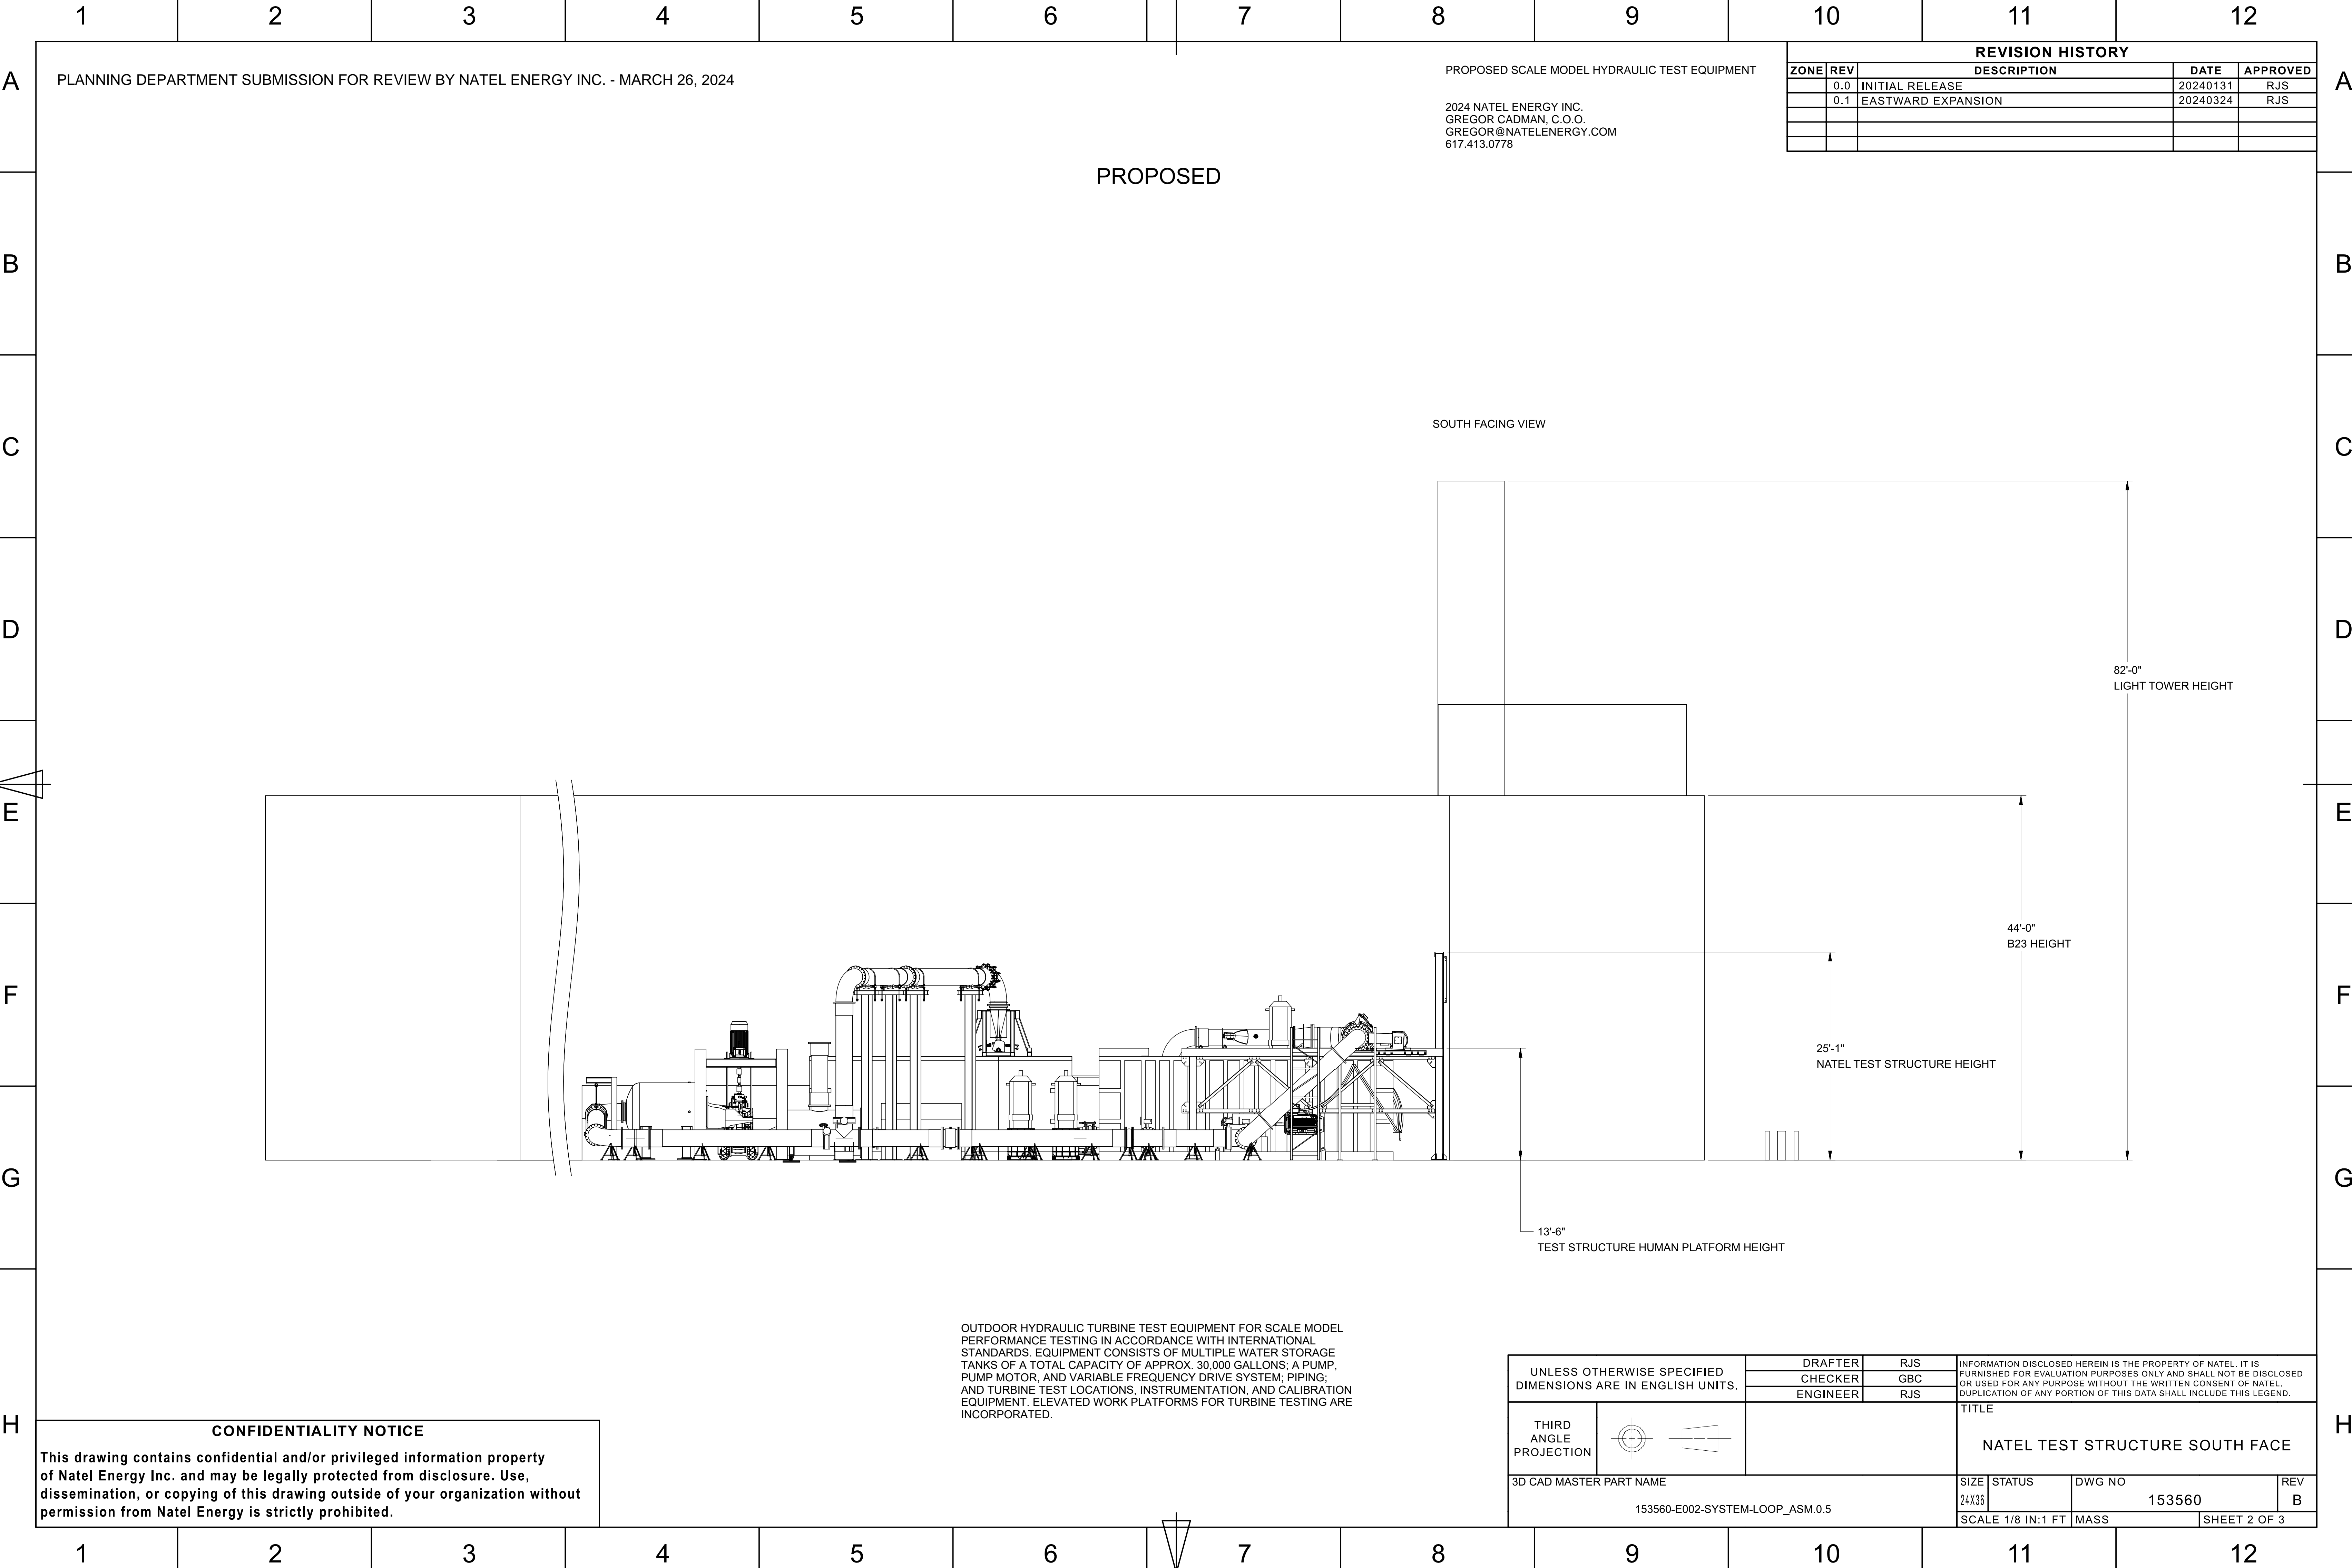 1 2 3 4 5 6 7 8 9 10 11 12
A A
PLANNING DEPARTMENT SUBMISSION FOR REVIEW BY NATEL ENERGY INC. - MARCH 26, 2024
PROPOSED SCALE MODEL HYDRAULIC TEST EQUIPMENT
2024 NATEL ENERGY INC.
GREGOR CADMAN, C.O.O.
GREGOR@NATELENERGY.COM
617.413.0778
REVISION HISTORY
ZONE REV DESCRIPTION DATE APPROVED
0.0 INITIAL RELEASE 20240131 RJS
0.1 EASTWARD EXPANSION 20240324 RJS
PROPOSED
B B
SOUTH FACING VIEW
C C
D D
82'-0"
LIGHT TOWER HEIGHT
E E
44'-0"
B23 HEIGHT
F F
25'-1"
NATEL TEST STRUCTURE HEIGHT
G G
13'-6"
TEST STRUCTURE HUMAN PLATFORM HEIGHT
OUTDOOR HYDRAULIC TURBINE TEST EQUIPMENT FOR SCALE MODEL
PERFORMANCE TESTING IN ACCORDANCE WITH INTERNATIONAL
STANDARDS. EQUIPMENT CONSISTS OF MULTIPLE WATER STORAGE
TANKS OF A TOTAL CAPACITY OF APPROX. 30,000 GALLONS; A PUMP,
PUMP MOTOR, AND VARIABLE FREQUENCY DRIVE SYSTEM; PIPING;
AND TURBINE TEST LOCATIONS, INSTRUMENTATION, AND CALIBRATION
EQUIPMENT. ELEVATED WORK PLATFORMS FOR TURBINE TESTING ARE
INCORPORATED.
H H
CONFIDENTIALITY NOTICE
This drawing contains confidential and/or privileged information property
of Natel Energy Inc. and may be legally protected from disclosure. Use,
dissemination, or copying of this drawing outside of your organization without
permission from Natel Energy is strictly prohibited.
UNLESS OTHERWISE SPECIFIED
DIMENSIONS ARE IN ENGLISH UNITS.
DRAFTER RJS
CHECKER GBC
ENGINEER RJS
INFORMATION DISCLOSED HEREIN IS THE PROPERTY OF NATEL. IT IS
FURNISHED FOR EVALUATION PURPOSES ONLY AND SHALL NOT BE DISCLOSED
OR USED FOR ANY PURPOSE WITHOUT THE WRITTEN CONSENT OF NATEL.
DUPLICATION OF ANY PORTION OF THIS DATA SHALL INCLUDE THIS LEGEND.
THIRD
ANGLE
PROJECTION
TITLE
NATEL TEST STRUCTURE SOUTH FACE
3D CAD MASTER PART NAME
153560-E002-SYSTEM-LOOP_ASM.0.5
SIZE STATUS DWG NO REV
24X36 153560 B
SCALE 1/8 IN:1 FT MASS SHEET 2 OF 3
1 2 3 4 5 6 7 8 9 10 11 12